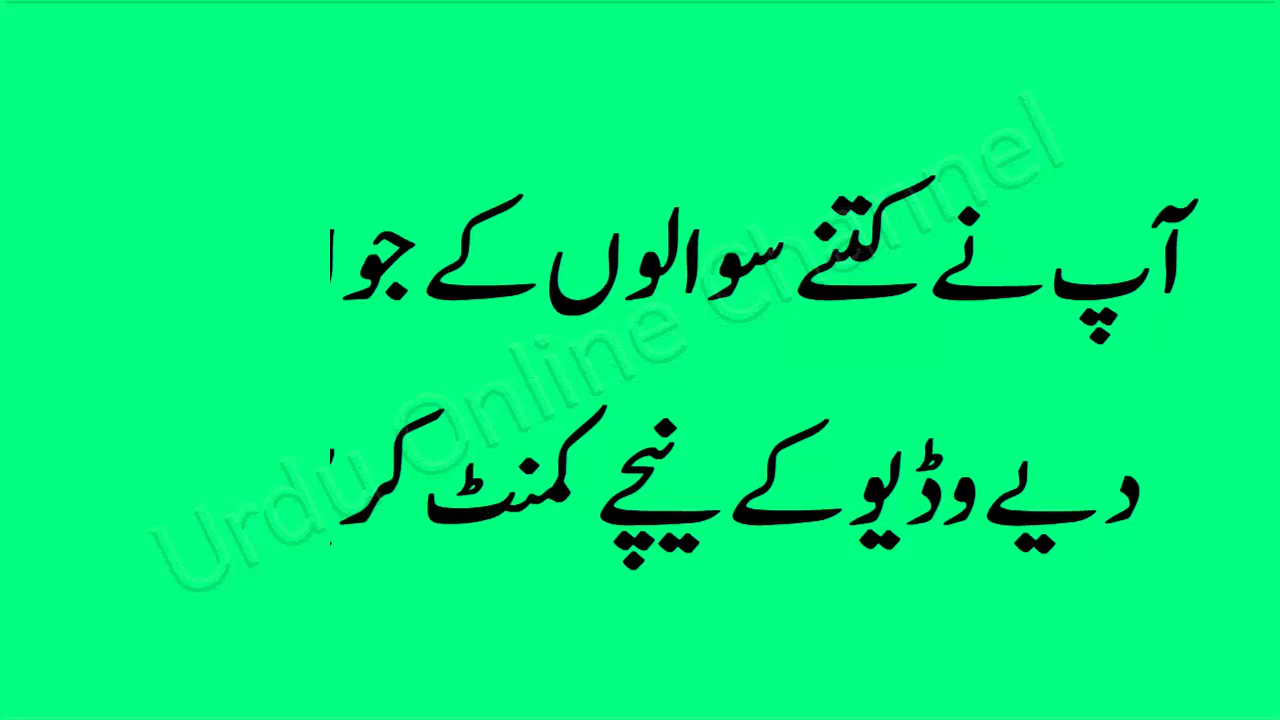 آپ نے کتنے سوالوں کے جوا
دیے وڈیو کے نیچے کمنٹ کر
Urdu Online Channel